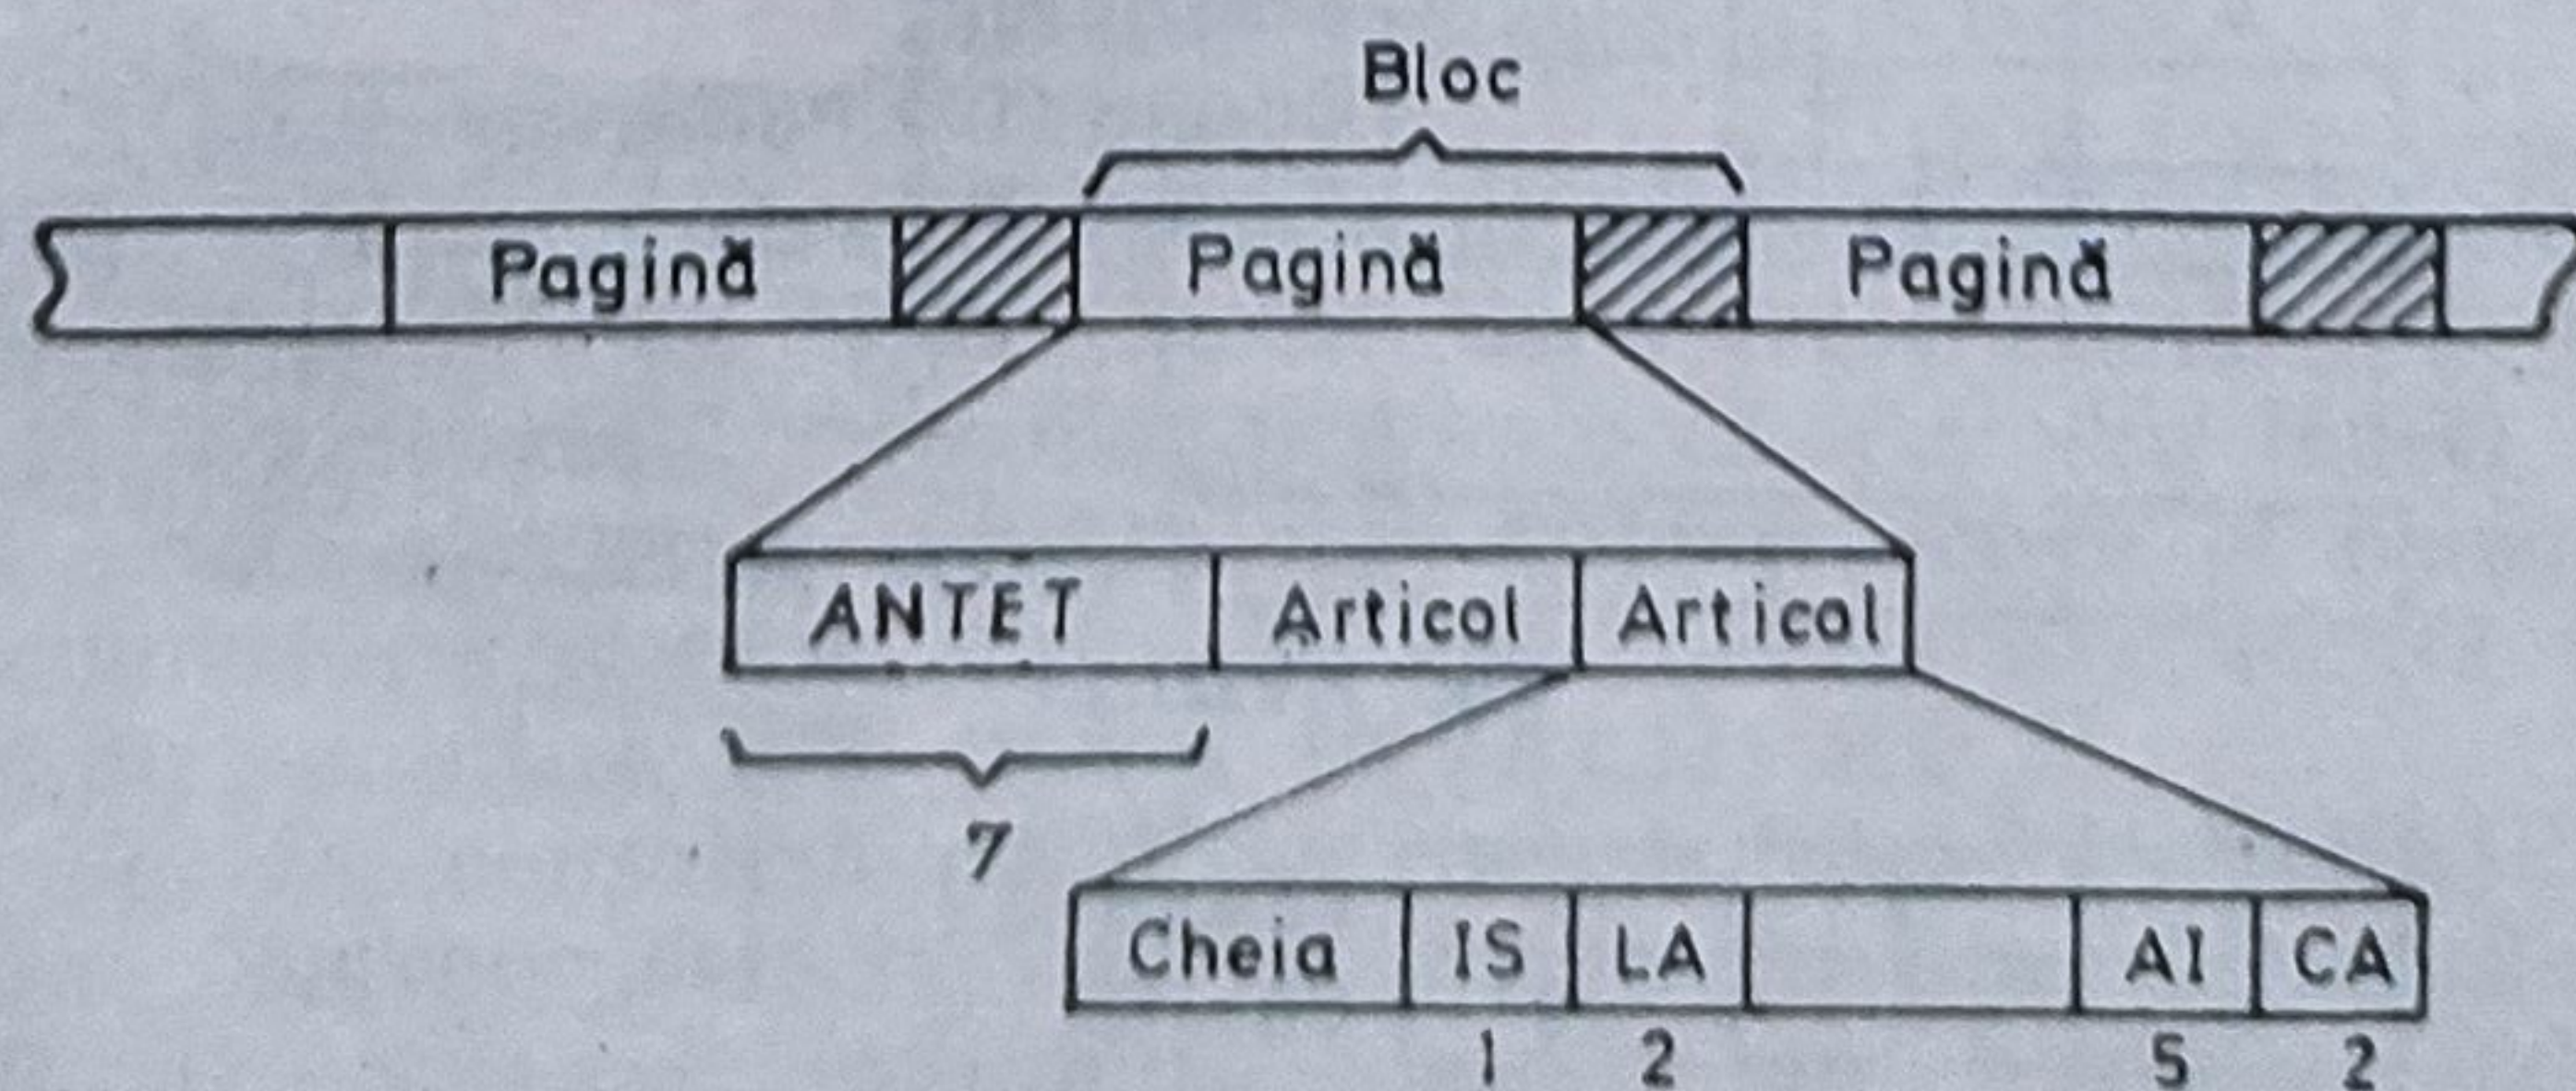 Bloc
Pagină Pagină Pagină
ANTET Articol Articol
7
Cheia IS LA AI CA
1 2 5 2